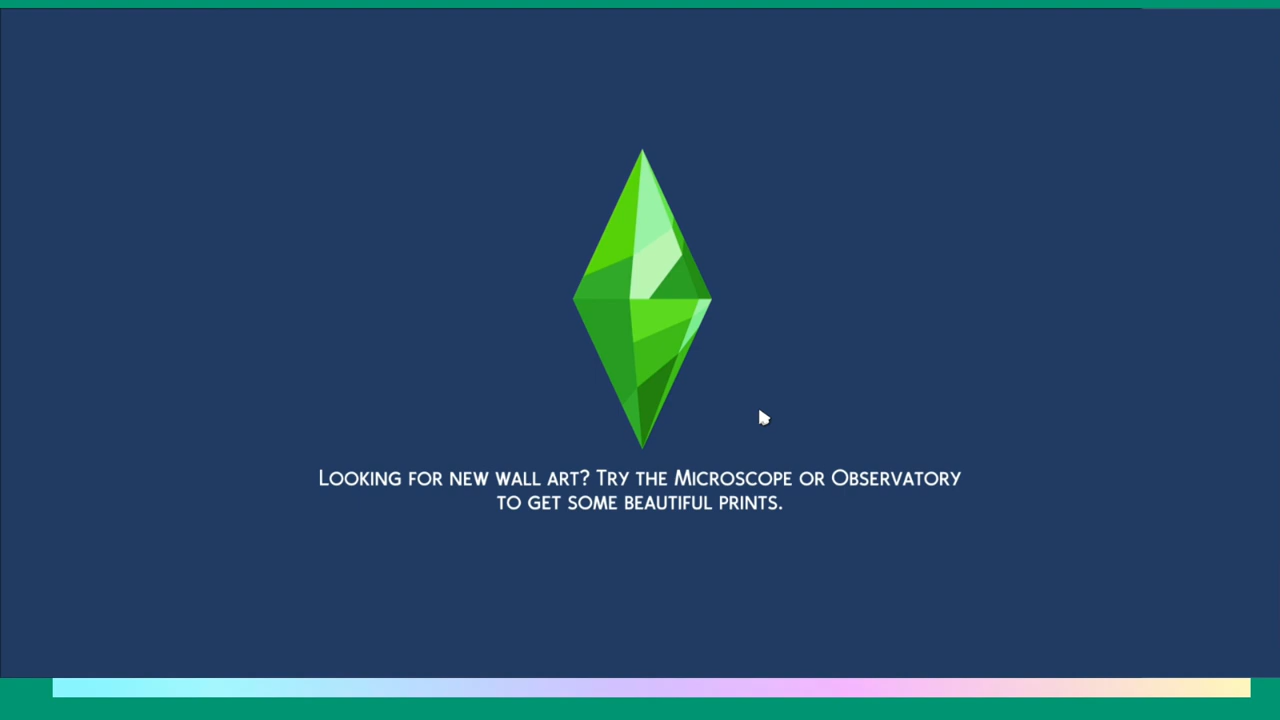 Looking for new wall art? Try the Microscope or Observatory
to get some beautiful prints.